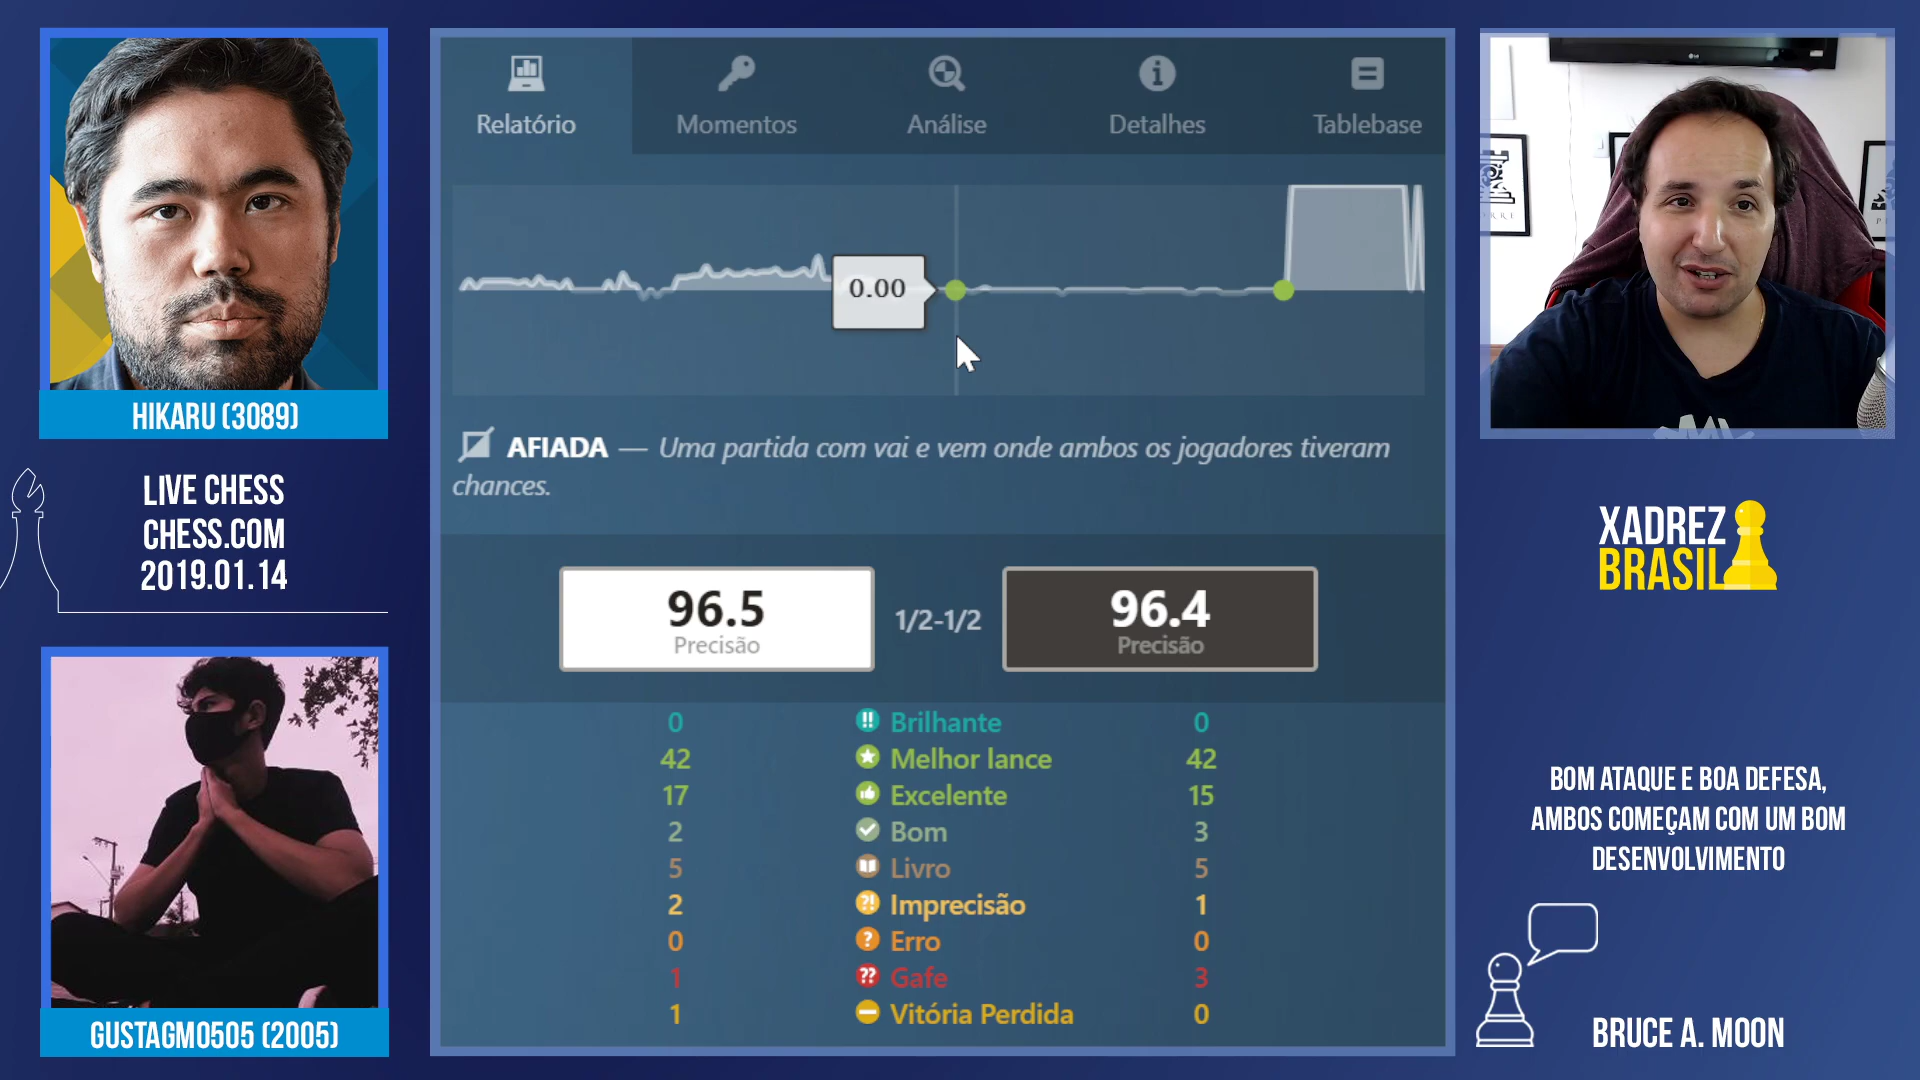 HIKARU (3089)
LIVE CHESS
CHESS.COM
2019.01.14
GUSTAGM0505 (2005)
Relatório
Momentos
Análise
Detalhes
Tablebase
0.00
AFIADA — Uma partida com vai e vem onde ambos os jogadores tiveram
chances.
96.5
Precisão
1/2-1/2
96.4
Precisão
0 !! Brilhante 0
42 Melhor lance 42
17 Excelente 15
2 Bom 3
5 Livro 5
2 ?! Imprecisão 1
0 ? Erro 0
1 ?? Gafe 3
1 Vitória Perdida 0
LG
XADREZ
BRASIL
BOM ATAQUE E BOA DEFESA,
AMBOS COMEÇAM COM UM BOM
DESENVOLVIMENTO
BRUCE A. MOON